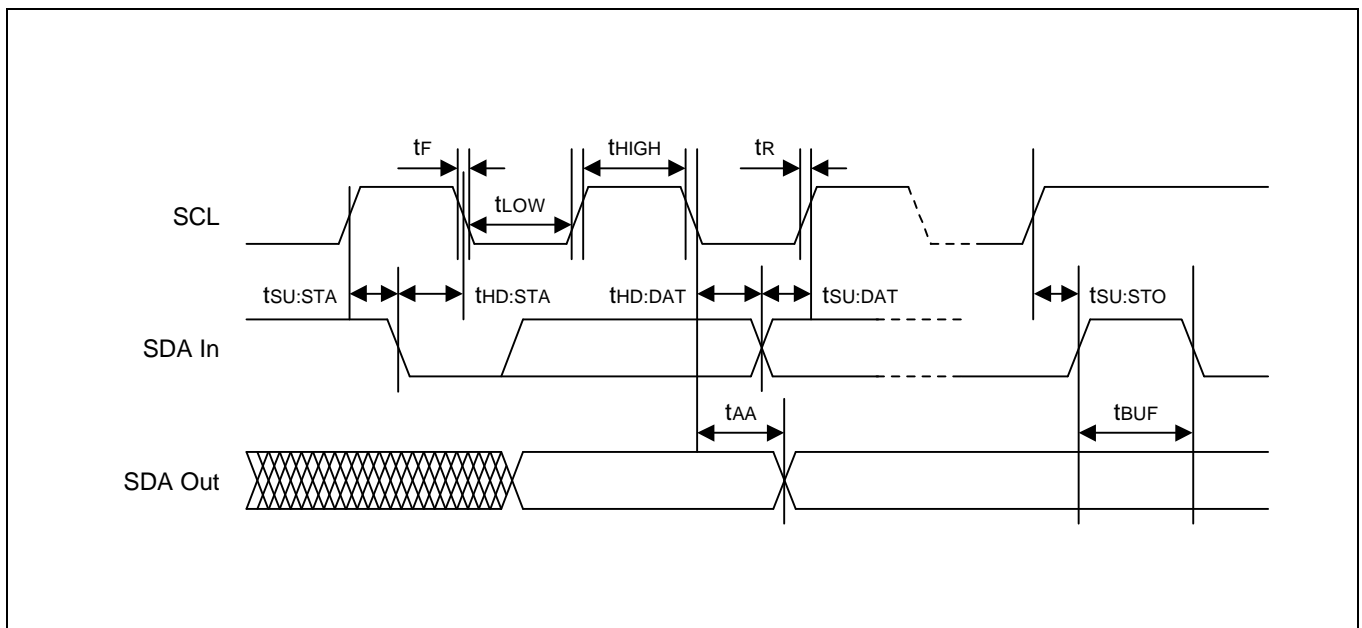 tF
tHIGH
tR
SCL
tLOW
tSU:STA
tHD:STA
tHD:DAT
tSU:DAT
tSU:STO
SDA In
tAA
tBUF
SDA Out